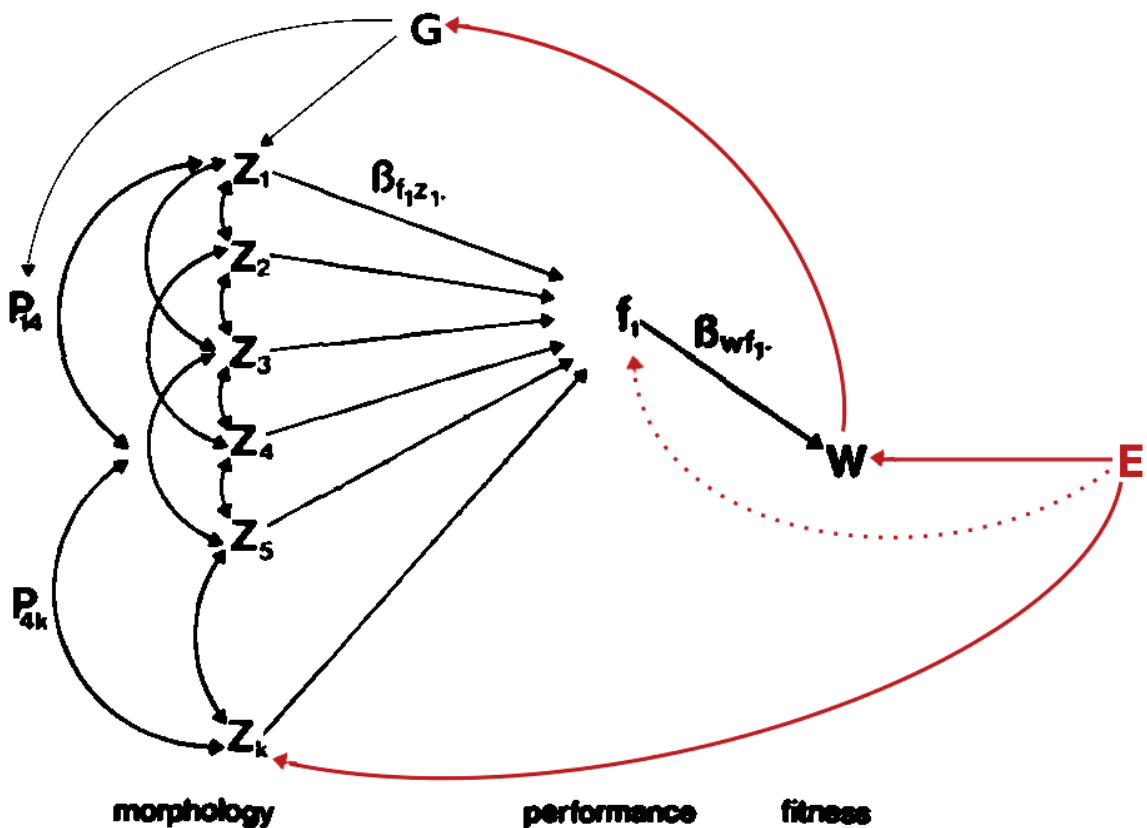 G
Z1
βf1z1.
Z2
P14
f1
βwf1.
Z3
Z4
W
E
Z5
P4k
Zk
morphology performance fitness